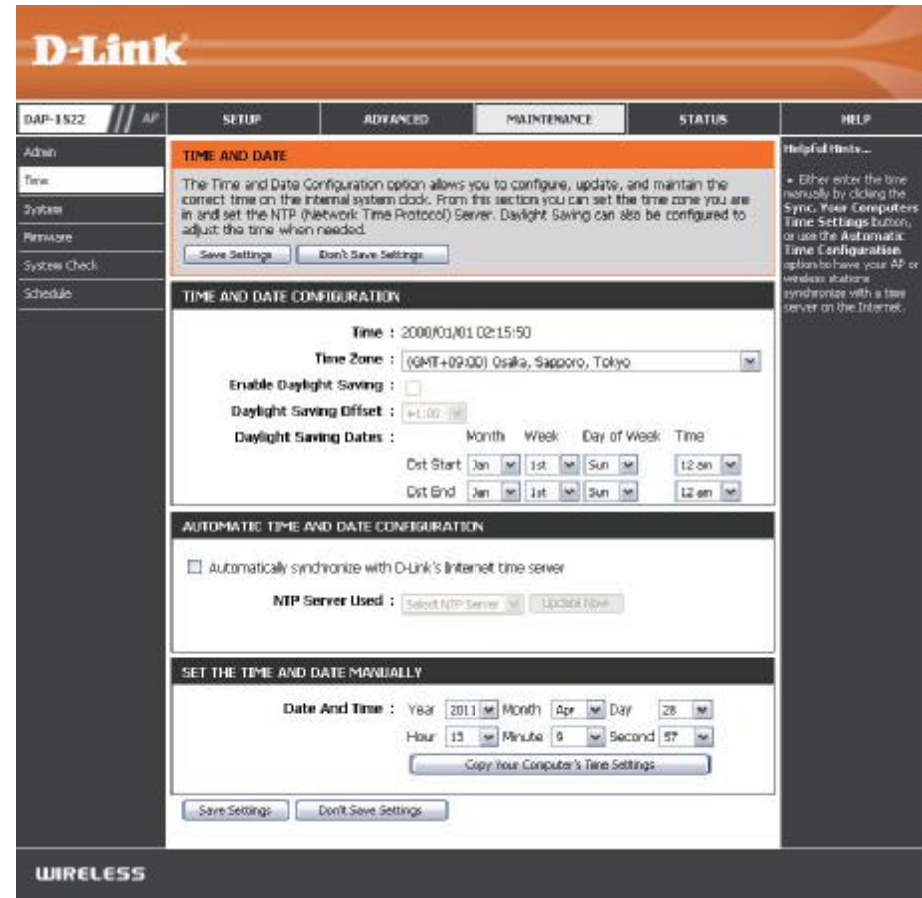 D-Link
DAP-1522 // AP
SETUP
ADVANCED
MAINTENANCE
STATUS
HELP
Admin
Time
System
Firmware
System Check
Schedule
TIME AND DATE
The Time and Date Configuration option allows you to configure, update, and maintain the
correct time on the internal system clock. From this section you can set the time zone you are
in and set the NTP (Network Time Protocol) Server. Daylight Saving can also be configured to
adjust the time when needed.
Save Settings Don't Save Settings
TIME AND DATE CONFIGURATION
Time : 2000/01/01 02:15:50
Time Zone : (GMT+09:00) Osaka, Sapporo, Tokyo
Enable Daylight Saving :
Daylight Saving Offset : +1:00
Daylight Saving Dates : Month Week Day of Week Time
Dst Start Jan 1st Sun 12 am
Dst End Jan 1st Sun 12 am
AUTOMATIC TIME AND DATE CONFIGURATION
Automatically synchronize with D-Link's Internet time server
NTP Server Used : Select NTP Server Update Now
SET THE TIME AND DATE MANUALLY
Date And Time : Year 2011 Month Apr Day 28
Hour 13 Minute 9 Second 57
Copy Your Computer's Time Settings
Save Settings Don't Save Settings
Helpful Hints...
• Either enter the time
manually by clicking the
Sync. Your Computers
Time Settings button,
or use the Automatic
Time Configuration
option to have your AP or
wireless stations
synchronize with a time
server on the Internet.
WIRELESS